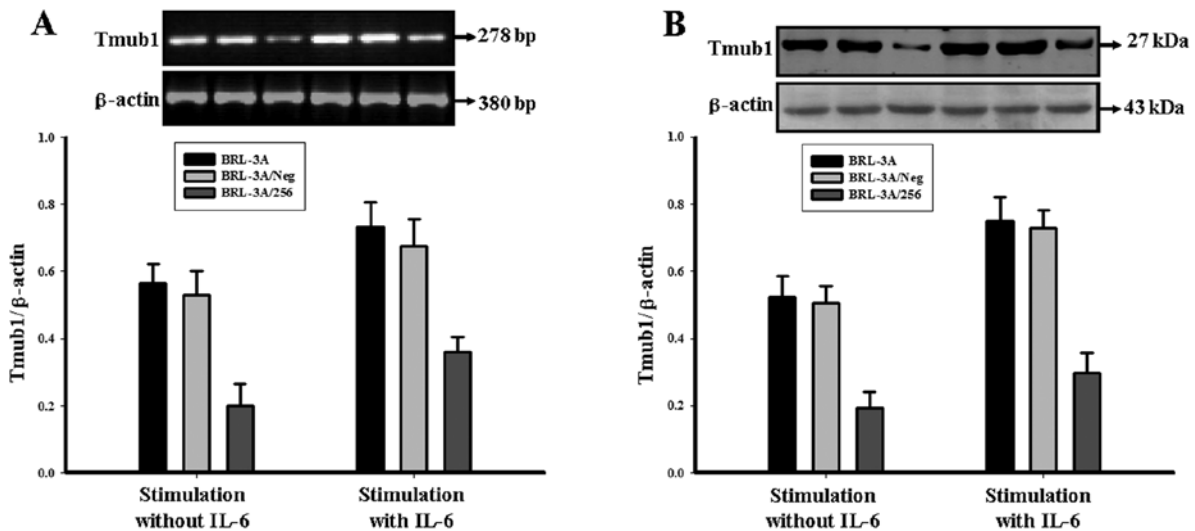 A
Tmub1
278 bp
β-actin
380 bp
1.0
0.8
0.6
0.4
0.2
0.0
Tmub1/β-actin
BRL-3A
BRL-3A/Neg
BRL-3A/256
Stimulation
without IL-6
Stimulation
with IL-6
B
Tmub1
27 kDa
β-actin
43 kDa
1.0
0.8
0.6
0.4
0.2
0.0
Tmub1/β-actin
BRL-3A
BRL-3A/Neg
BRL-3A/256
Stimulation
without IL-6
Stimulation
with IL-6